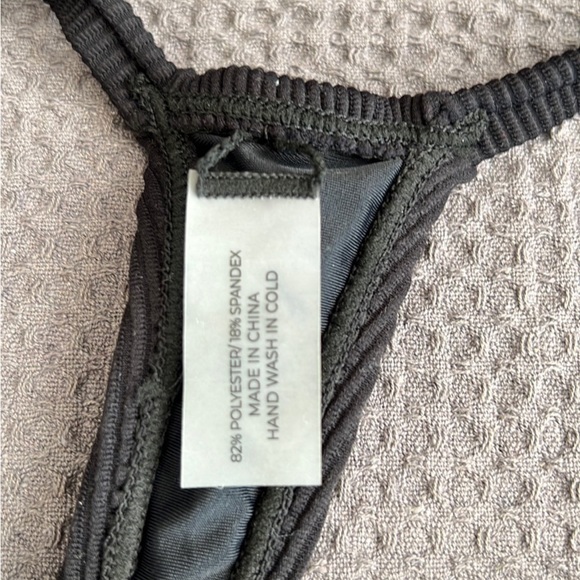 82% POLYESTER/ 18% SPANDEX
MADE IN CHINA
HAND WASH IN COLD